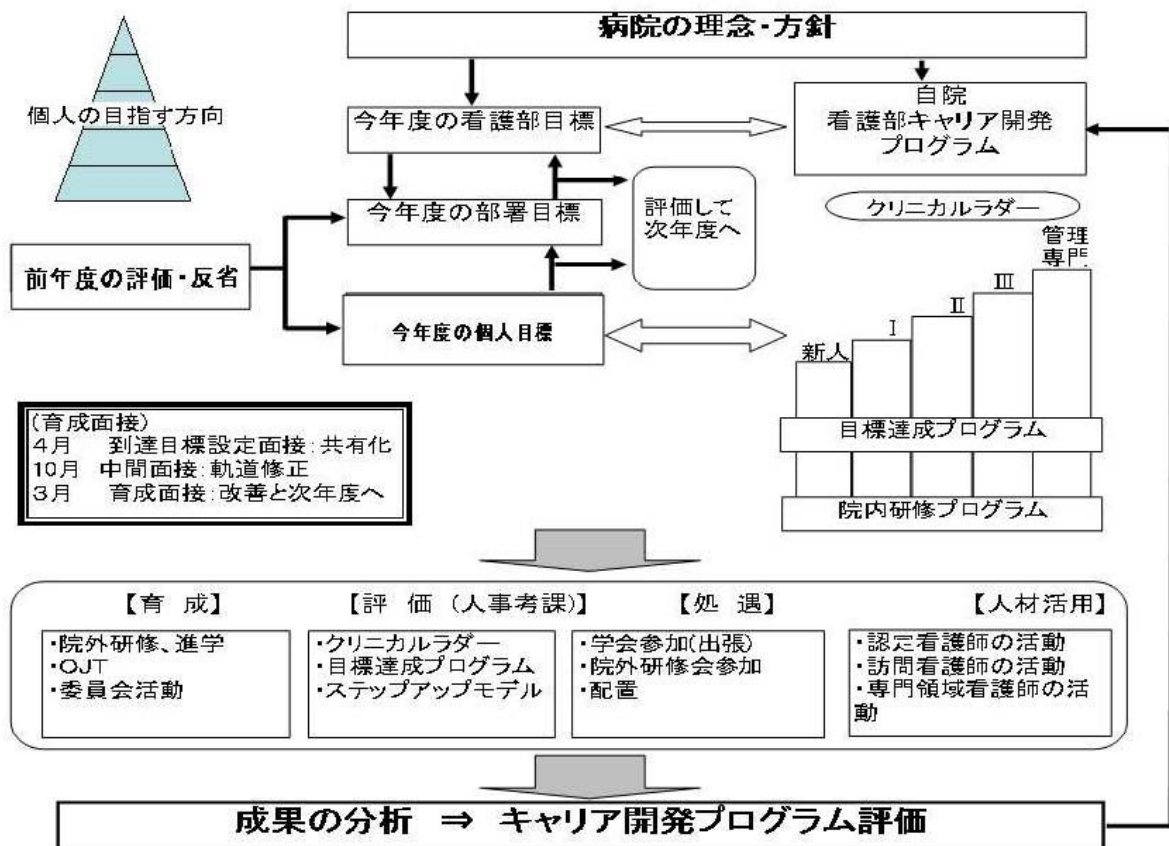 病院の理念・方針
個人の目指す方向
今年度の看護部目標
自院
看護部キャリア開発
プログラム
今年度の部署目標
評価して
次年度へ
クリニカルラダー
前年度の評価・反省
今年度の個人目標
管理
専門
Ⅲ
Ⅱ
Ⅰ
新人
目標達成プログラム
院内研修プログラム
(育成面接)
4月 到達目標設定面接:共有化
10月 中間面接:軌道修正
3月 育成面接:改善と次年度へ
【育 成】
・院外研修、進学
・OJT
・委員会活動
【評 価 (人事考課)】
・クリニカルラダー
・目標達成プログラム
・ステップアップモデル
【処 遇】
・学会参加(出張)
・院外研修会参加
・配置
【人材活用】
・認定看護師の活動
・訪問看護師の活動
・専門領域看護師の活
動
成果の分析 ⇒ キャリア開発プログラム評価